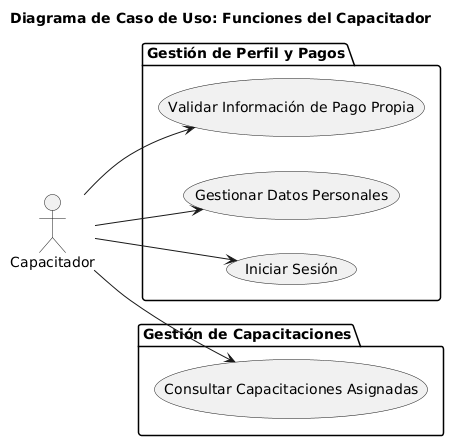 Diagrama de Caso de Uso: Funciones del Capacitador
Gestión de Perfil y Pagos
Validar Información de Pago Propia
Gestionar Datos Personales
Iniciar Sesión
Capacitador
Gestión de Capacitaciones
Consultar Capacitaciones Asignadas